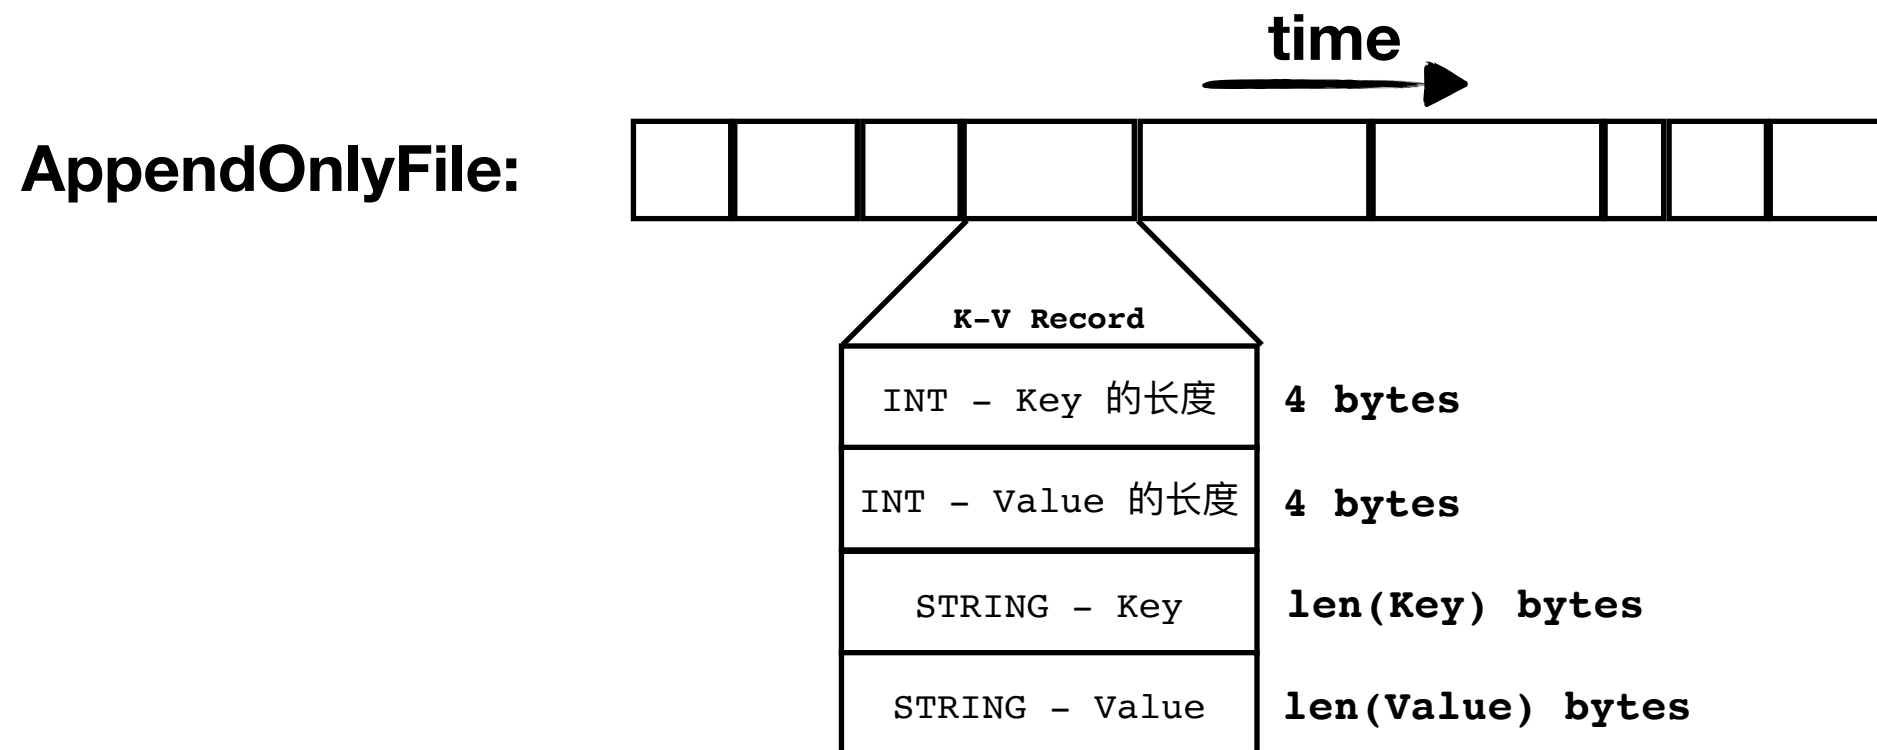 time
AppendOnlyFile:
K-V Record
INT - Key 的长度 4 bytes
INT - Value 的长度 4 bytes
STRING - Key len(Key) bytes
STRING - Value len(Value) bytes